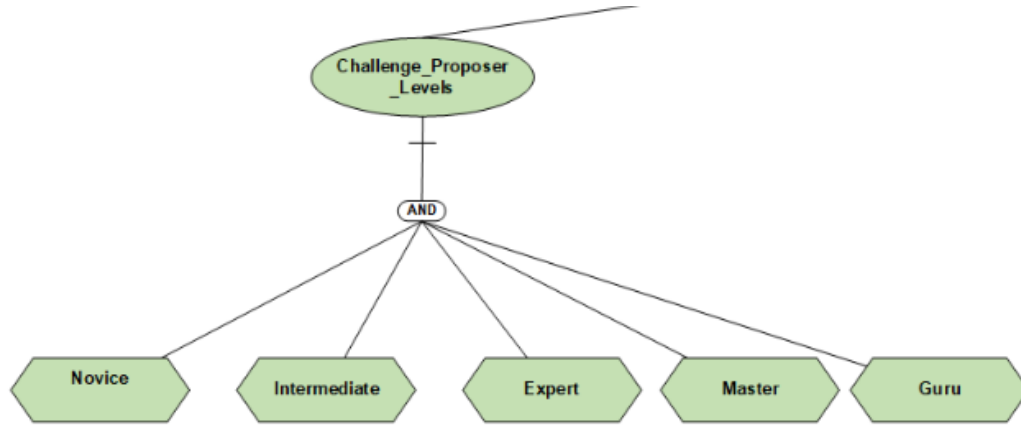 Challenge_Proposer
_Levels
AND
Novice
Intermediate
Expert
Master
Guru